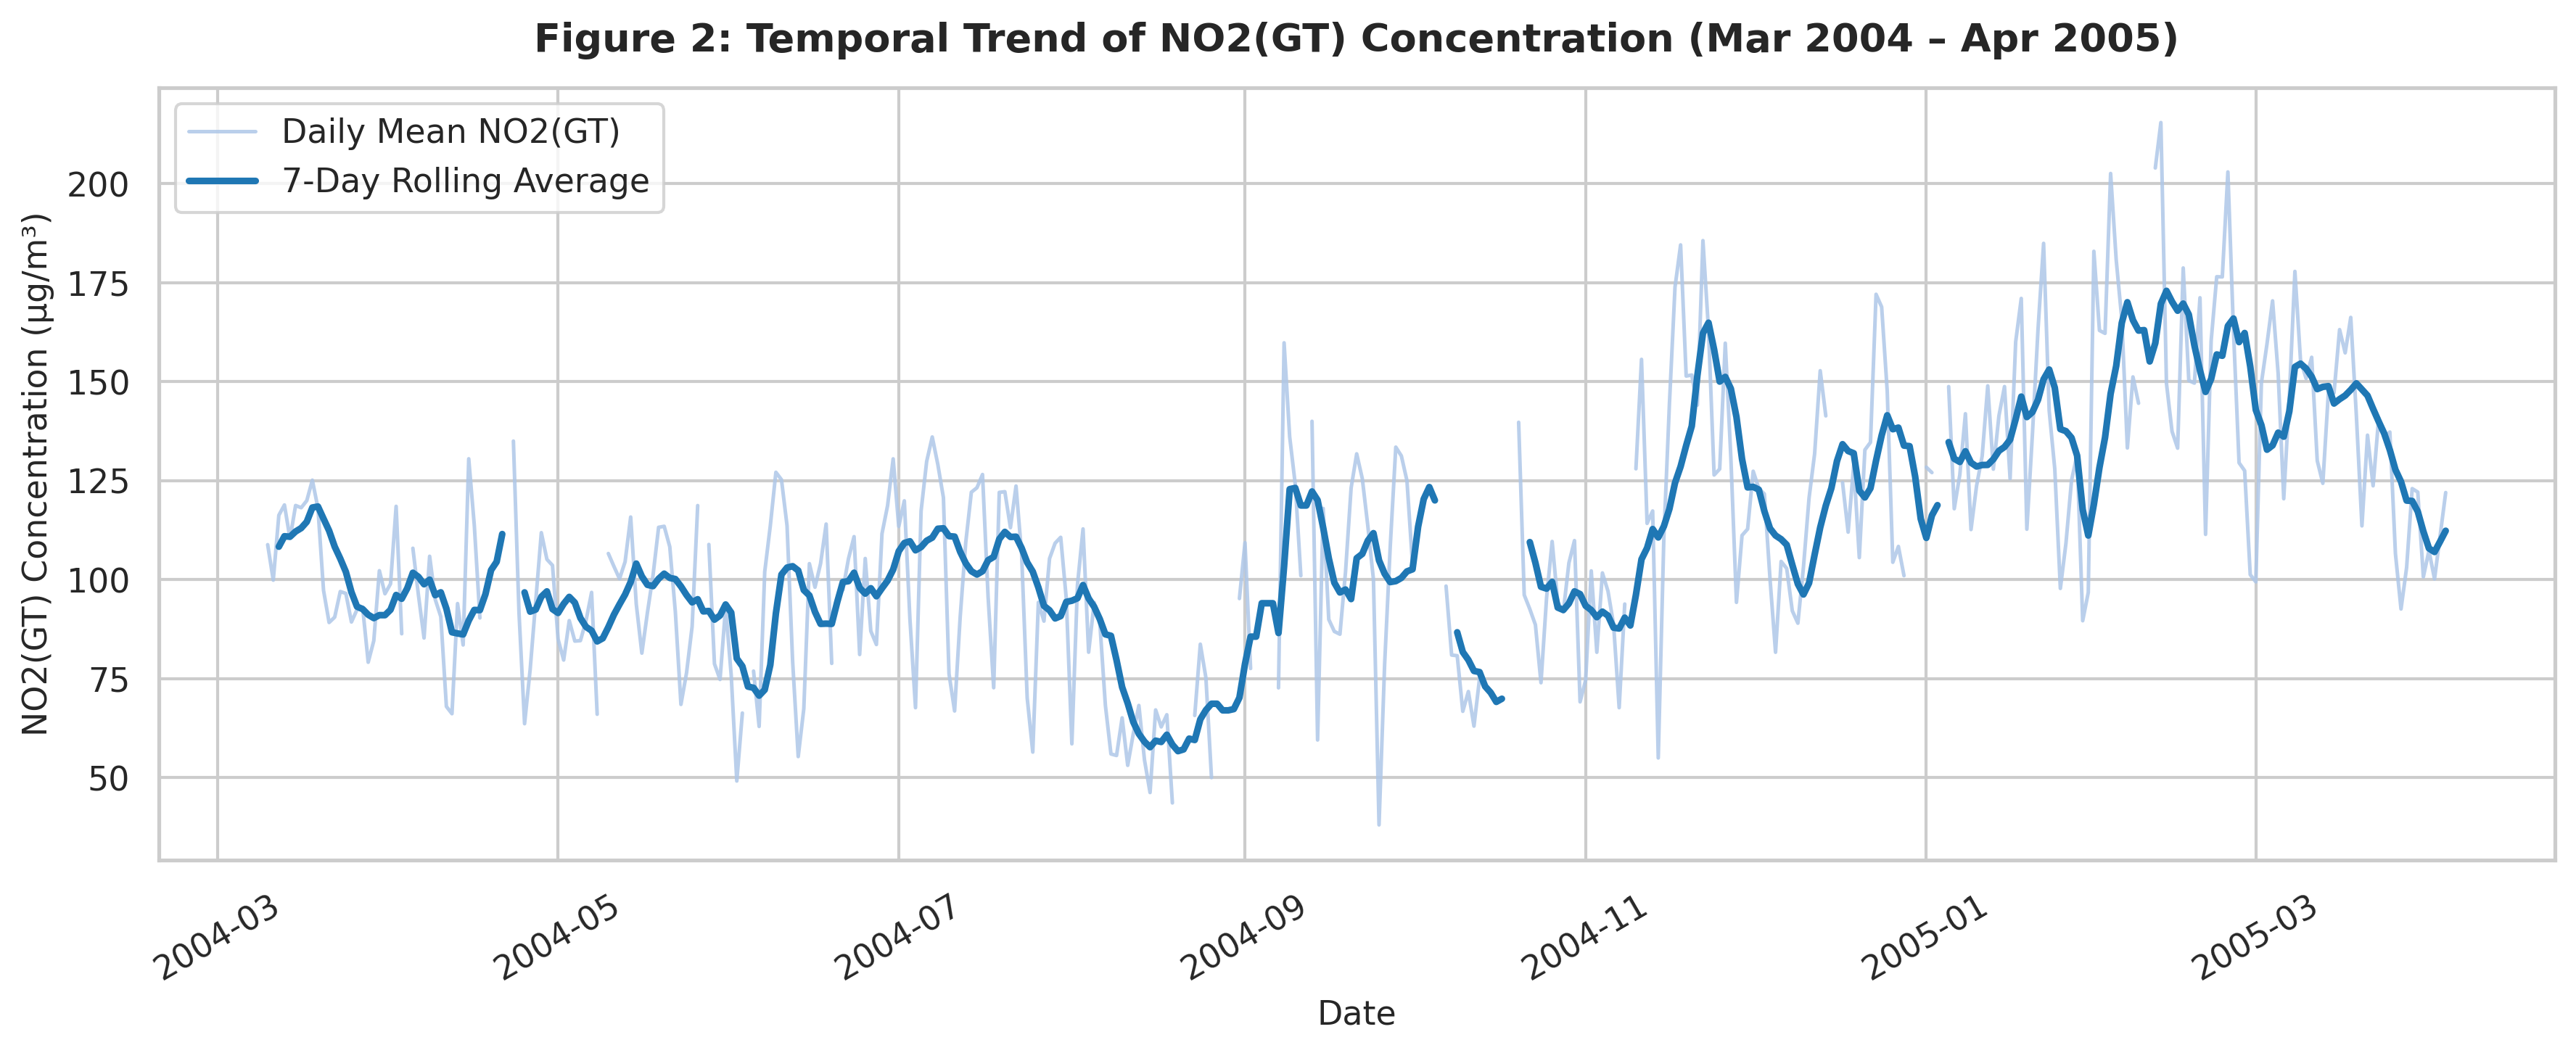 Figure 2: Temporal Trend of NO2(GT) Concentration (Mar 2004 – Apr 2005)
Daily Mean NO2(GT)
7-Day Rolling Average
NO2(GT) Concentration (µg/m³)
200
175
150
125
100
75
50
2004-03
2004-05
2004-07
2004-09
2004-11
2005-01
2005-03
Date